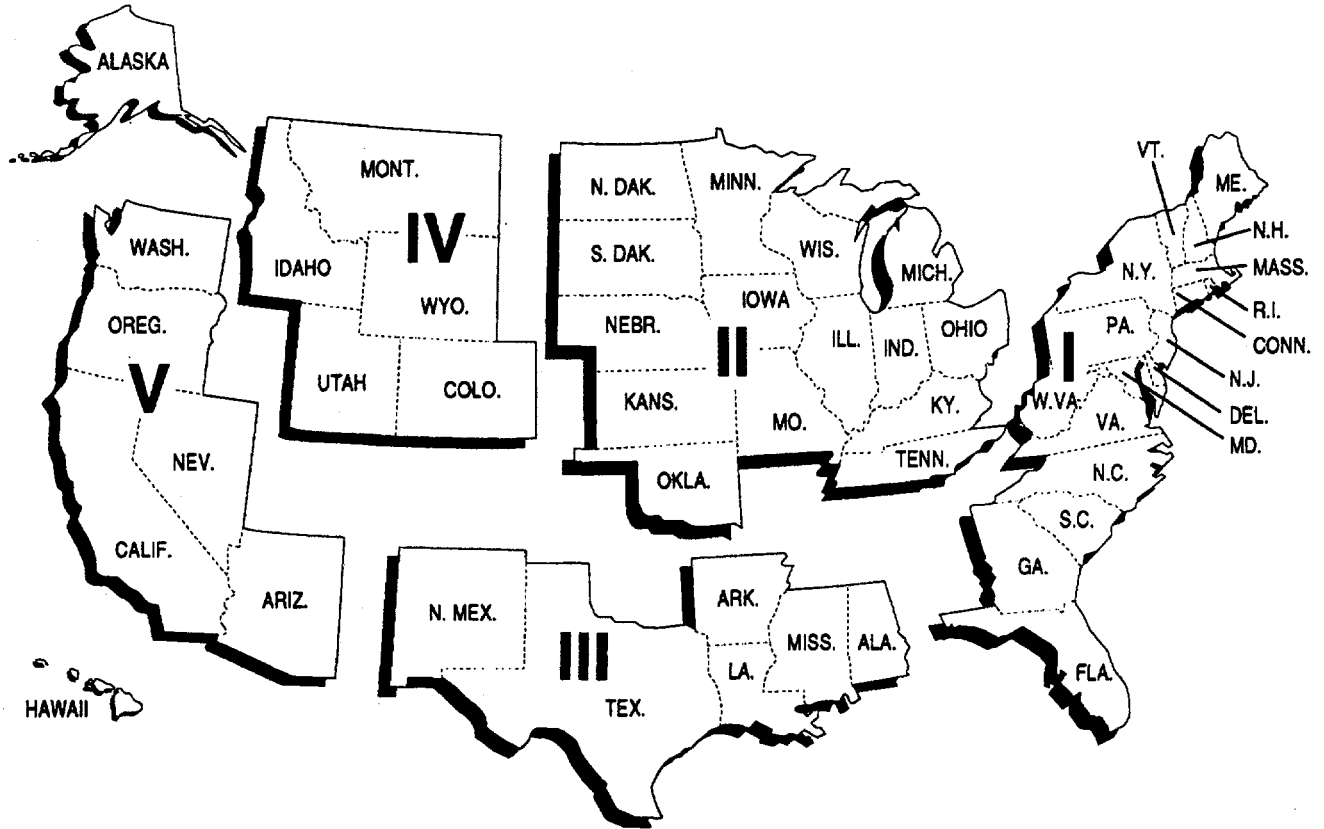 ALASKA
VT.
MONT.
ME.
N. DAK.
MINN.
IV
N.H.
WASH.
WIS.
S. DAK.
IDAHO
MASS.
N.Y.
MICH.
WYO.
IOWA
R.I.
OREG.
NEBR.
PA.
OHIO
ILL.
IND.
CONN.
II
I
N.J.
V
UTAH
COLO.
KANS.
KY.
W.VA
DEL.
MO.
VA.
MD.
NEV.
TENN.
N.C.
OKLA.
S.C.
CALIF.
GA.
ARIZ.
ARK.
N. MEX.
MISS.
ALA.
III
LA.
FLA.
HAWAII
TEX.